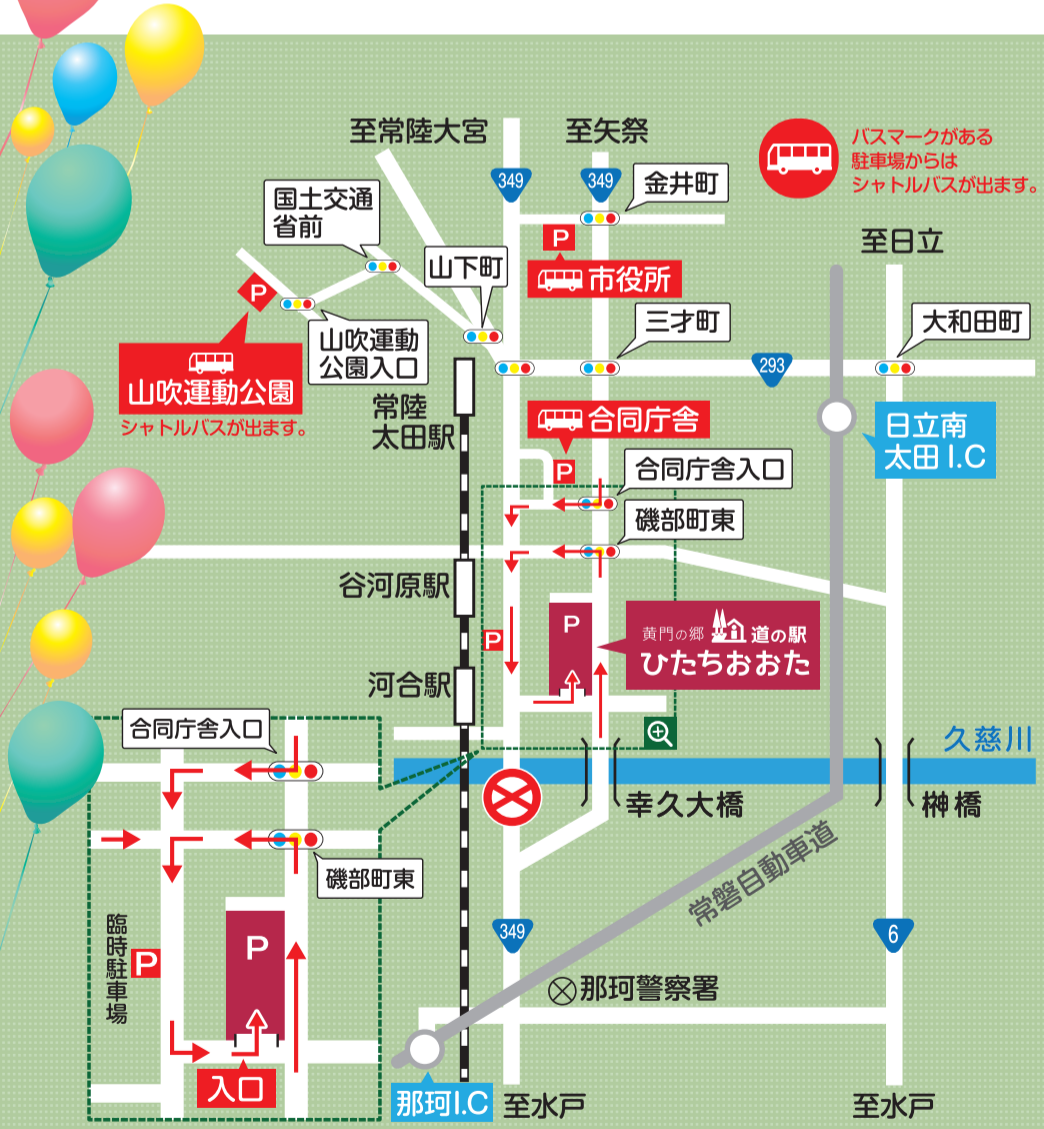 至常陸大宮
至矢祭
バスマークがある
駐車場からは
シャトルバスが出ます。
349
349
金井町
国土交通
省前
山下町
P
市役所
至日立
P
山吹運動
公園入口
三才町
大和田町
293
山吹運動公園
シャトルバスが出ます。
常陸
太田駅
合同庁舎
P
日立南
太田I.C
合同庁舎入口
磯部町東
谷河原駅
P
P
黄門の郷 道の駅
ひたちおおた
河合駅
久慈川
幸久大橋
榊橋
合同庁舎入口
磯部町東
常磐自動車道
臨時駐車場
P
P
入口
349
6
那珂警察署
那珂I.C
至水戸
至水戸